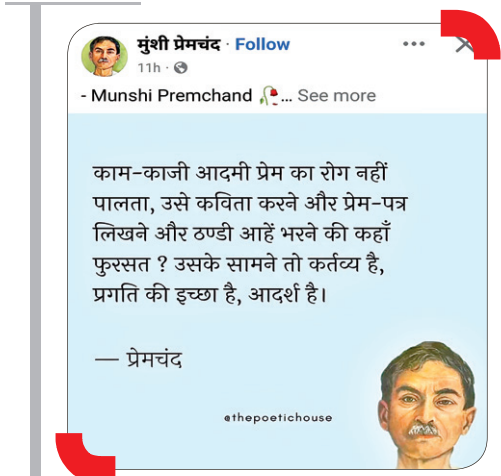 मुंशी प्रेमचंद · Follow
11h ·
- Munshi Premchand 🥀... See more
काम-काजी आदमी प्रेम का रोग नहीं
पालता, उसे कविता करने और प्रेम-पत्र
लिखने और ठण्डी आहें भरने की कहाँ
फुरसत ? उसके सामने तो कर्तव्य है,
प्रगति की इच्छा है, आदर्श है।
— प्रेमचंद
@thepoetichouse